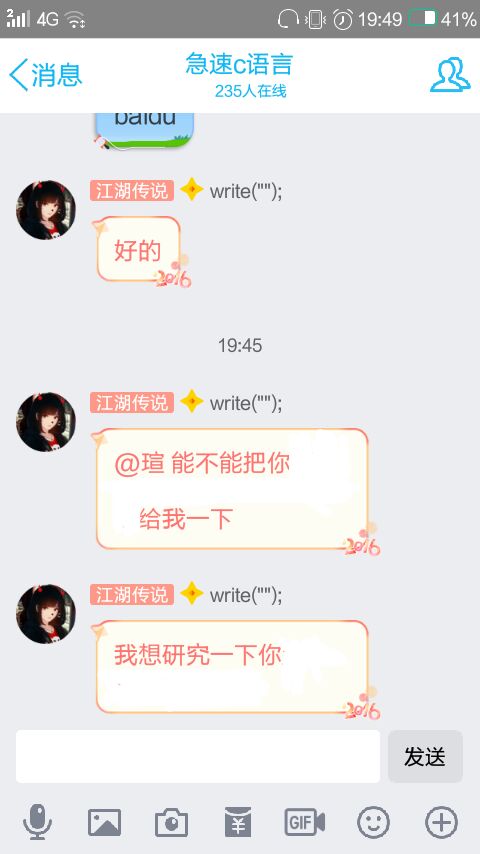 2 4G 19:49 41%
消息 急速c语言
235人在线
baidu
江湖传说 write("");
好的
2016
19:45
江湖传说 write("");
@瑄 能不能把你
给我一下
2016
江湖传说 write("");
我想研究一下你
2016
发送
GIF